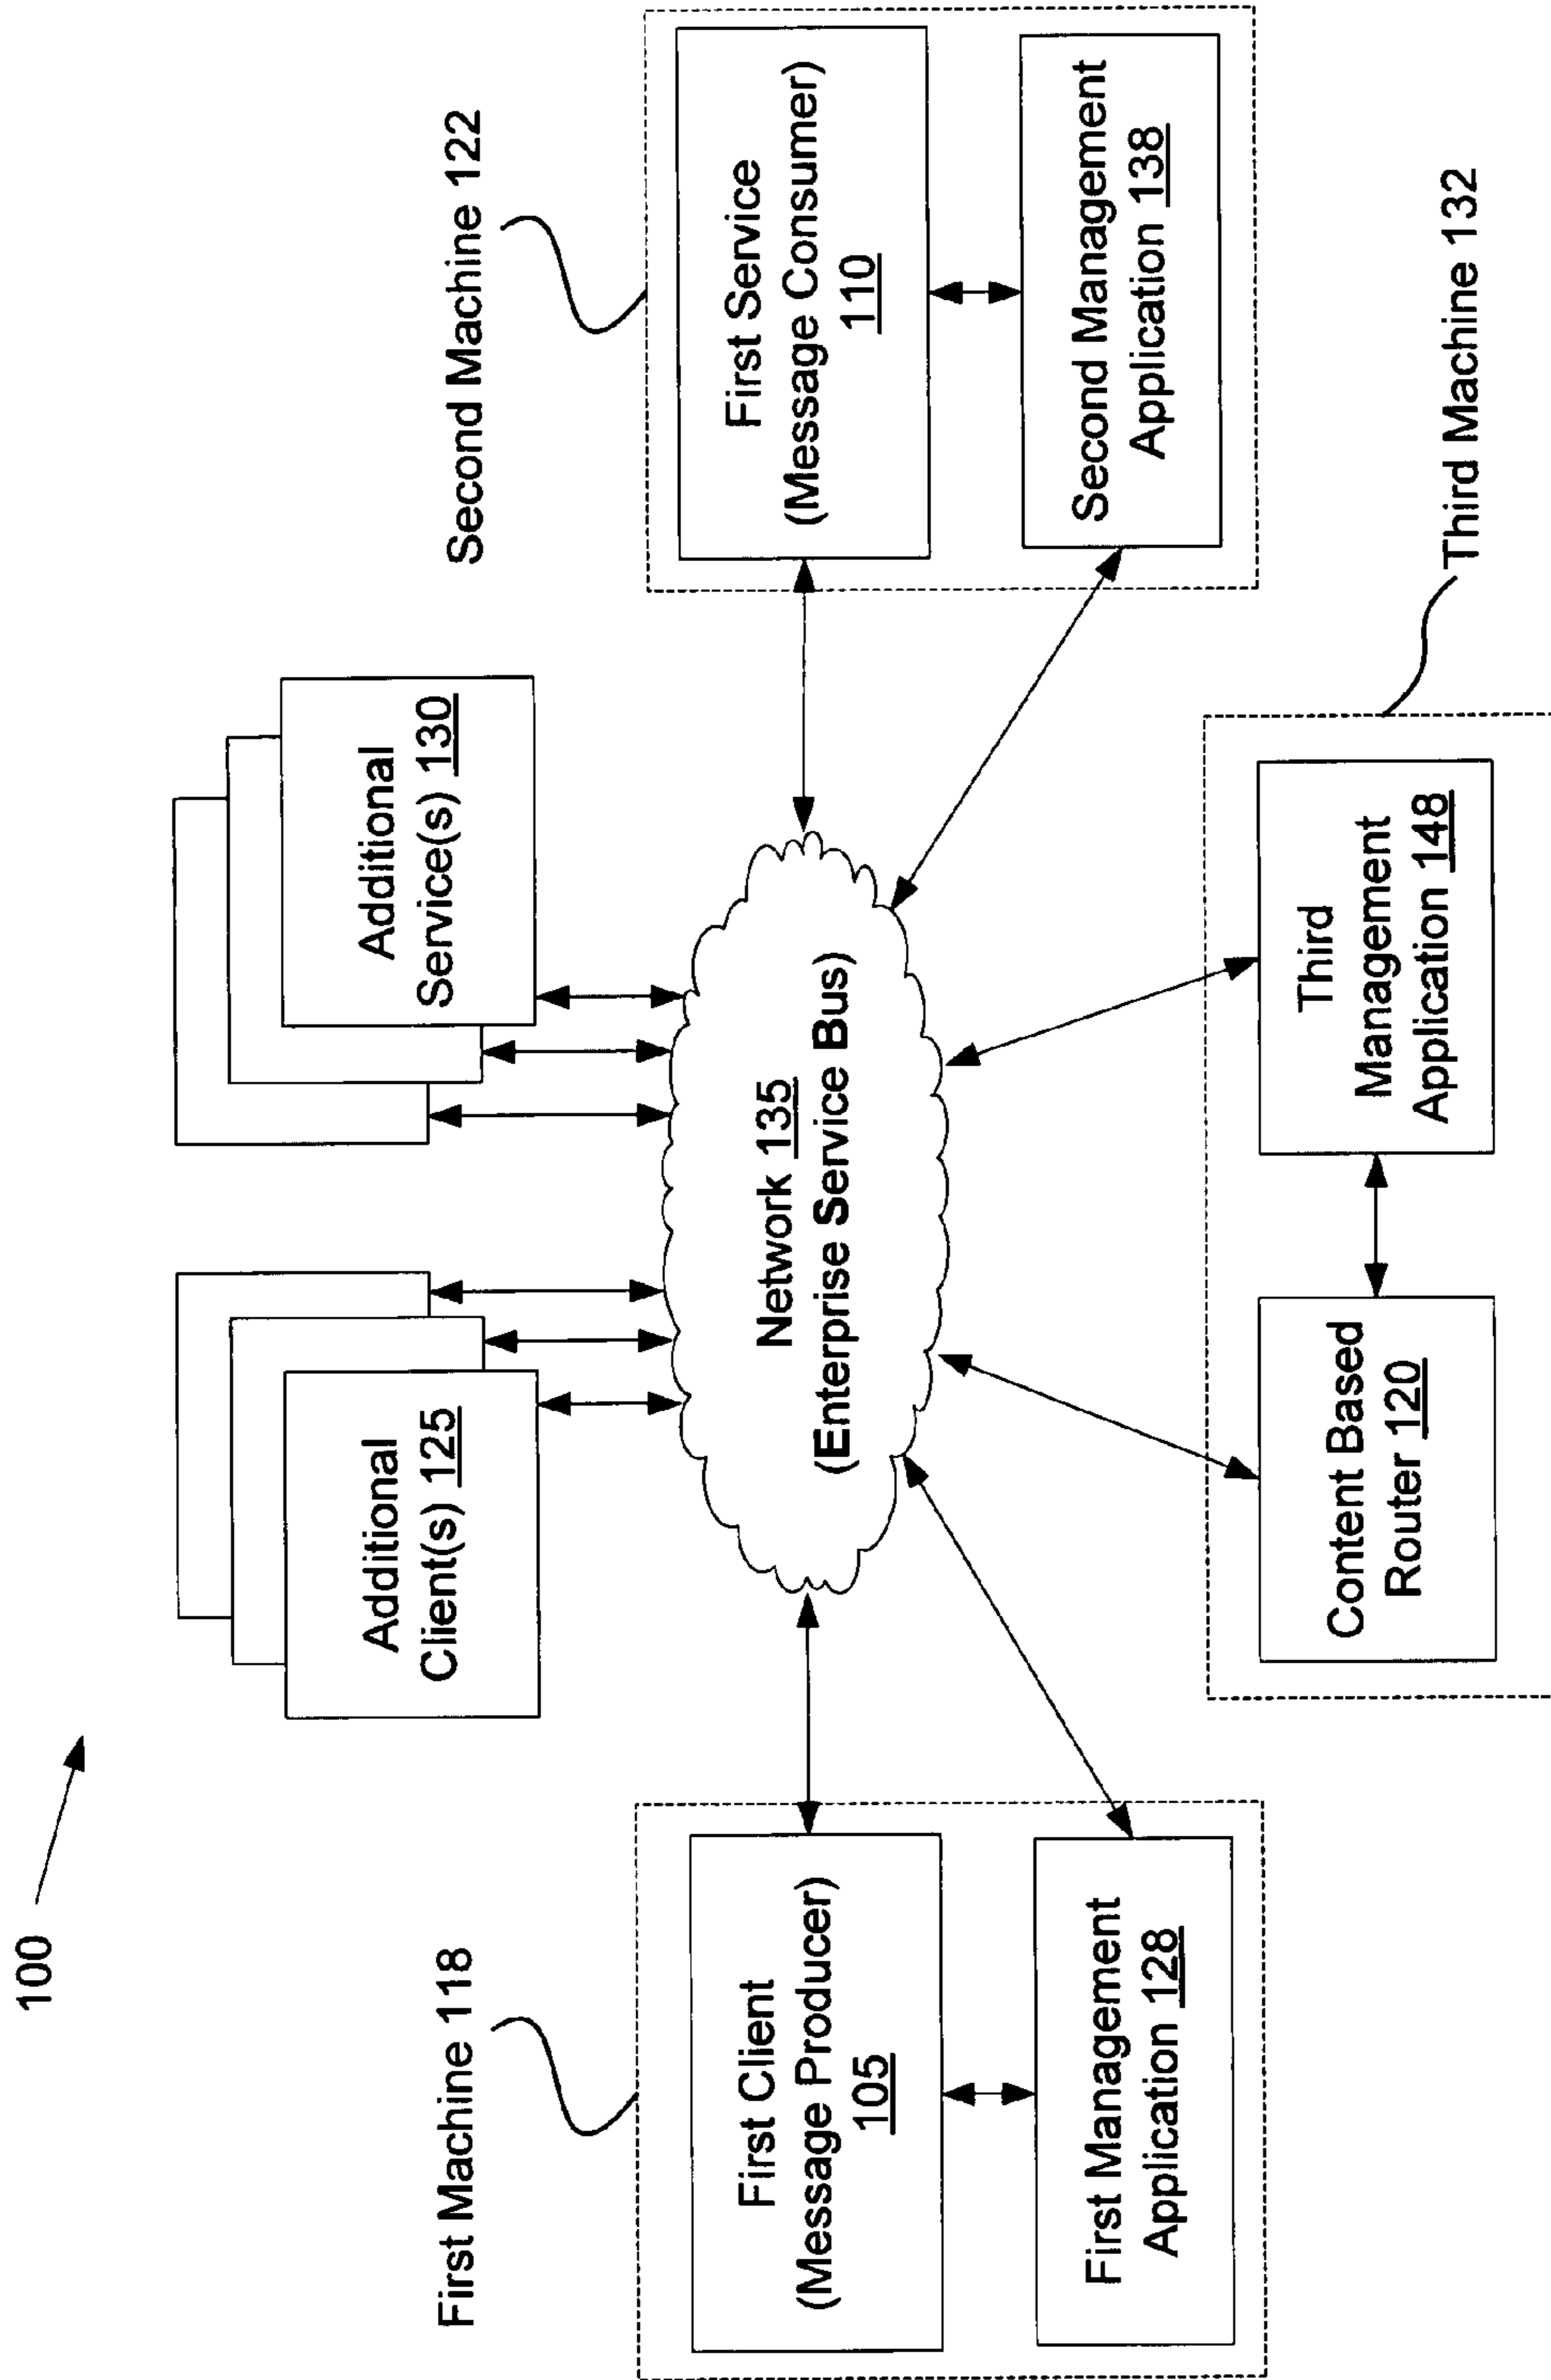 100
Additional
Client(s) 125
Additional
Service(s) 130
First Machine 118
Second Machine 122
First Client
(Message Producer)
105
First Management
Application 128
Network 135
(Enterprise Service Bus)
First Service
(Message Consumer)
110
Second Management
Application 138
Content Based
Router 120
Third
Management
Application 148
Third Machine 132